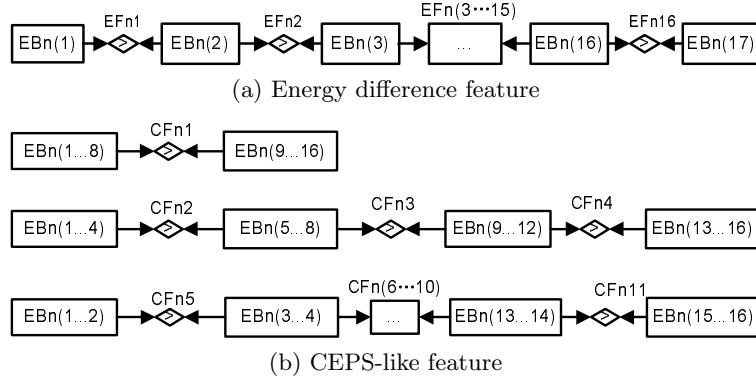 EFn1 EFn2 EFn(3···15) EFn16
EBn(1) > EBn(2) > EBn(3) ... EBn(16) > EBn(17)
(a) Energy difference feature
CFn1
EBn(1...8) > EBn(9...16)
CFn2 CFn3 CFn4
EBn(1...4) > EBn(5...8) > EBn(9...12) > EBn(13...16)
CFn5 CFn(6···10) CFn11
EBn(1...2) > EBn(3...4) ... EBn(13...14) > EBn(15...16)
(b) CEPS-like feature